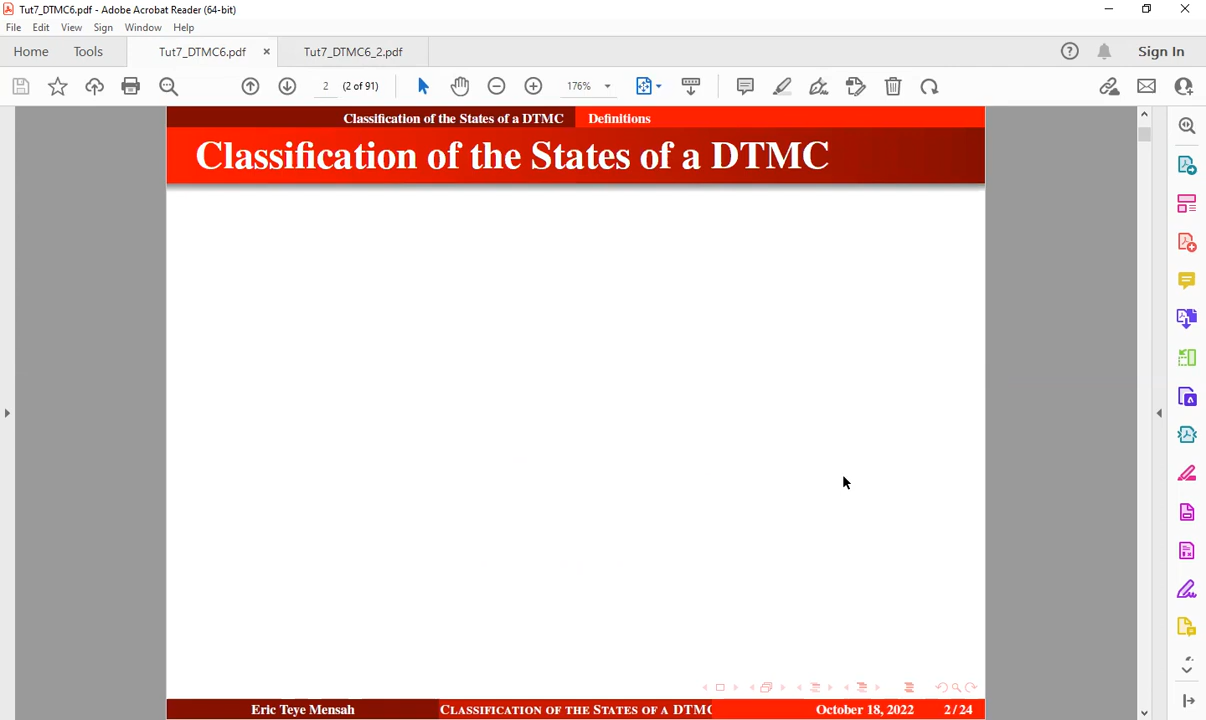 Tut7_DTMC6.pdf - Adobe Acrobat Reader (64-bit)
File Edit View Sign Window Help
Home Tools Tut7_DTMC6.pdf × Tut7_DTMC6_2.pdf Sign In
2 (2 of 91) 176%
Classification of the States of a DTMC Definitions
Classification of the States of a DTMC
Eric Teye Mensah CLASSIFICATION OF THE STATES OF A DTMC October 18, 2022 2 / 24